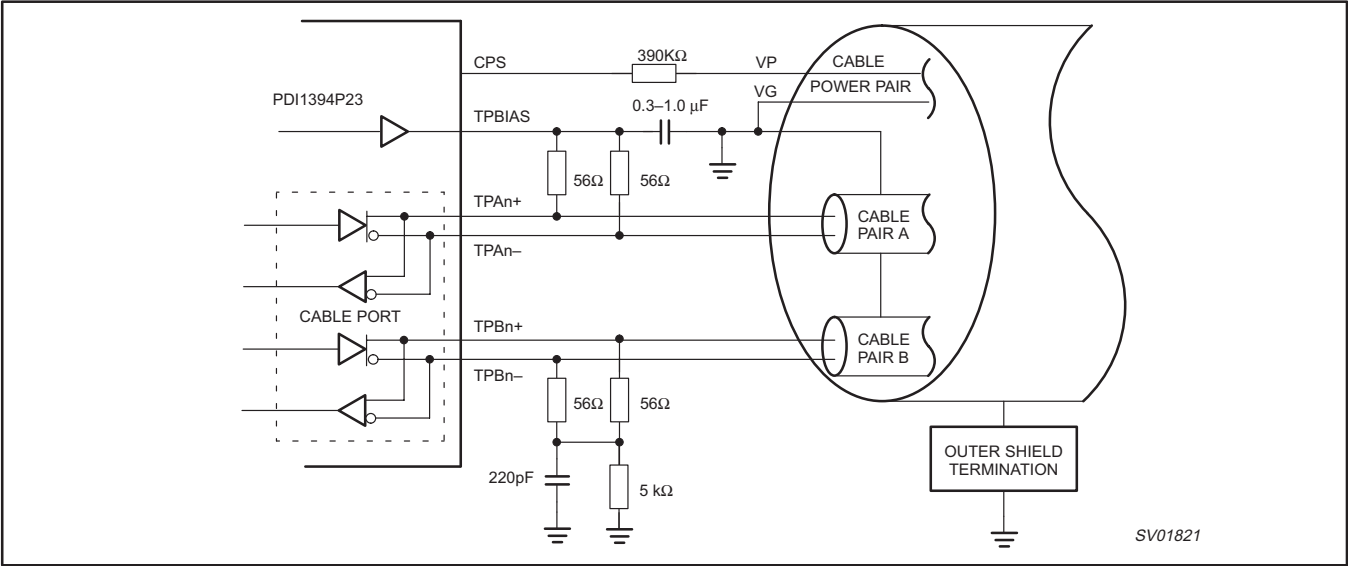 390KΩ
CPS
VP
CABLE
POWER PAIR
VG
PDI1394P23
0.3–1.0 μF
TPBIAS
56Ω
56Ω
TPAn+
CABLE
PAIR A
TPAn–
CABLE PORT
TPBn+
CABLE
PAIR B
TPBn–
56Ω
56Ω
OUTER SHIELD
TERMINATION
220pF
5 kΩ
SV01821